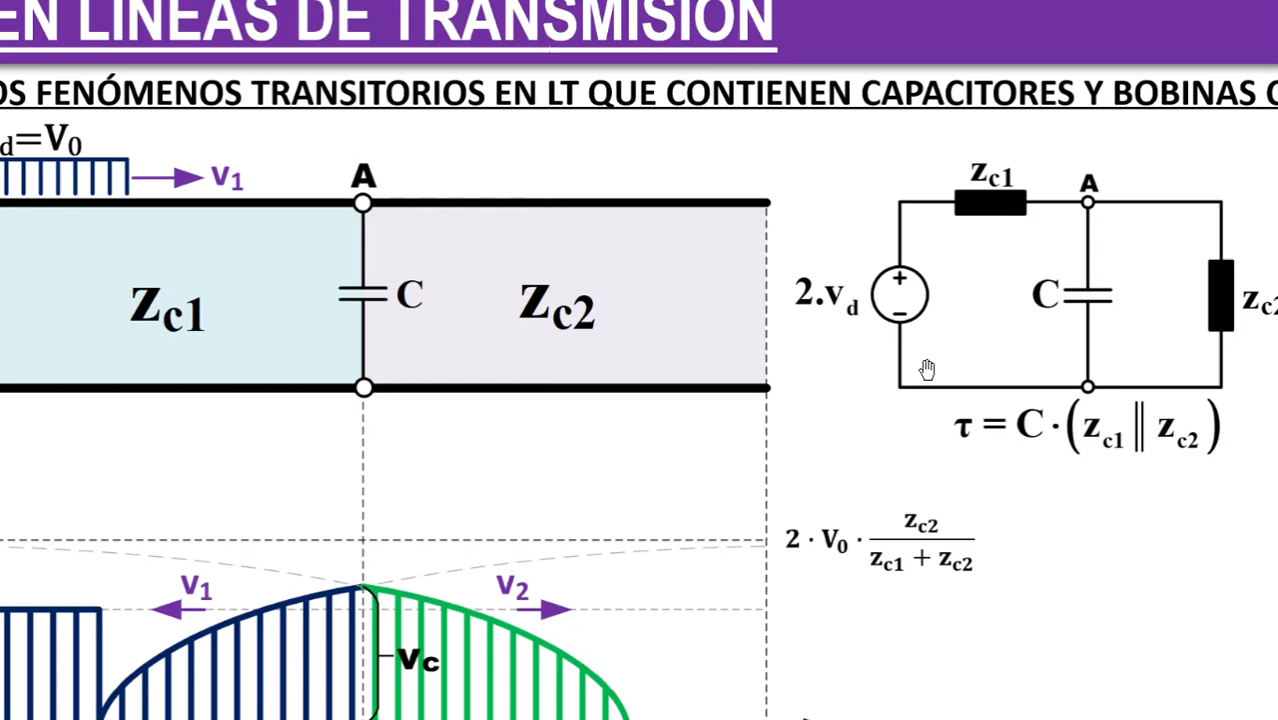 EN LÍNEAS DE TRANSMISIÓN
OS FENÓMENOS TRANSITORIOS EN LT QUE CONTIENEN CAPACITORES Y BOBINAS
d=V0
v1
A
zc1
C
zc2
zc1
A
2.vd
+
−
C
zc2
τ = C·(zc1 ‖ zc2)
2 · V0 · zc2 / zc1 + zc2
v1
v2
vc